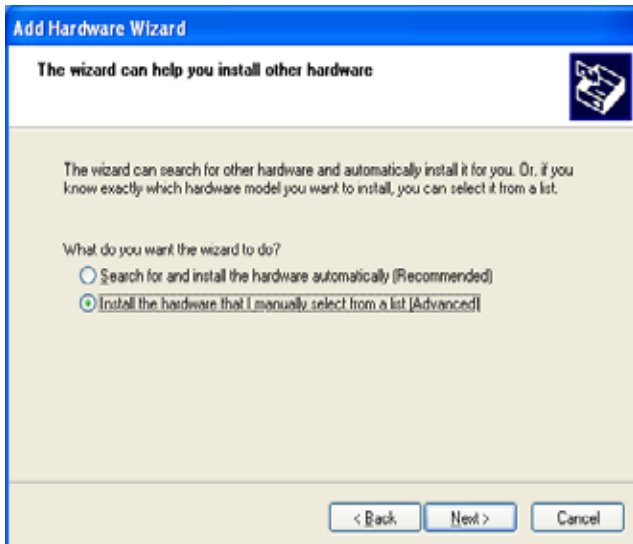 Add Hardware Wizard
The wizard can help you install other hardware
The wizard can search for other hardware and automatically install it for you. Or, if you
know exactly which hardware model you want to install, you can select it from a list.
What do you want the wizard to do?
Search for and install the hardware automatically (Recommended)
Install the hardware that I manually select from a list (Advanced)
< Back
Next >
Cancel